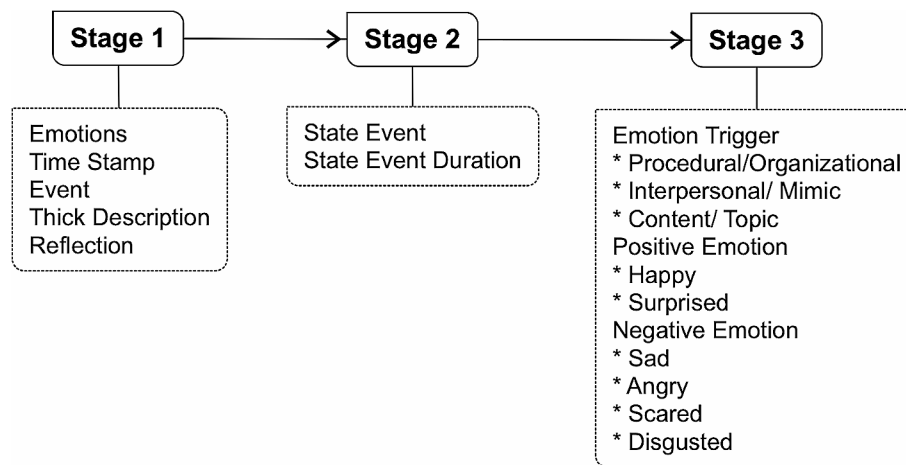 Stage 1
Stage 2
Stage 3
Emotions
Time Stamp
Event
Thick Description
Reflection
State Event
State Event Duration
Emotion Trigger
* Procedural/Organizational
* Interpersonal/ Mimic
* Content/ Topic
Positive Emotion
* Happy
* Surprised
Negative Emotion
* Sad
* Angry
* Scared
* Disgusted